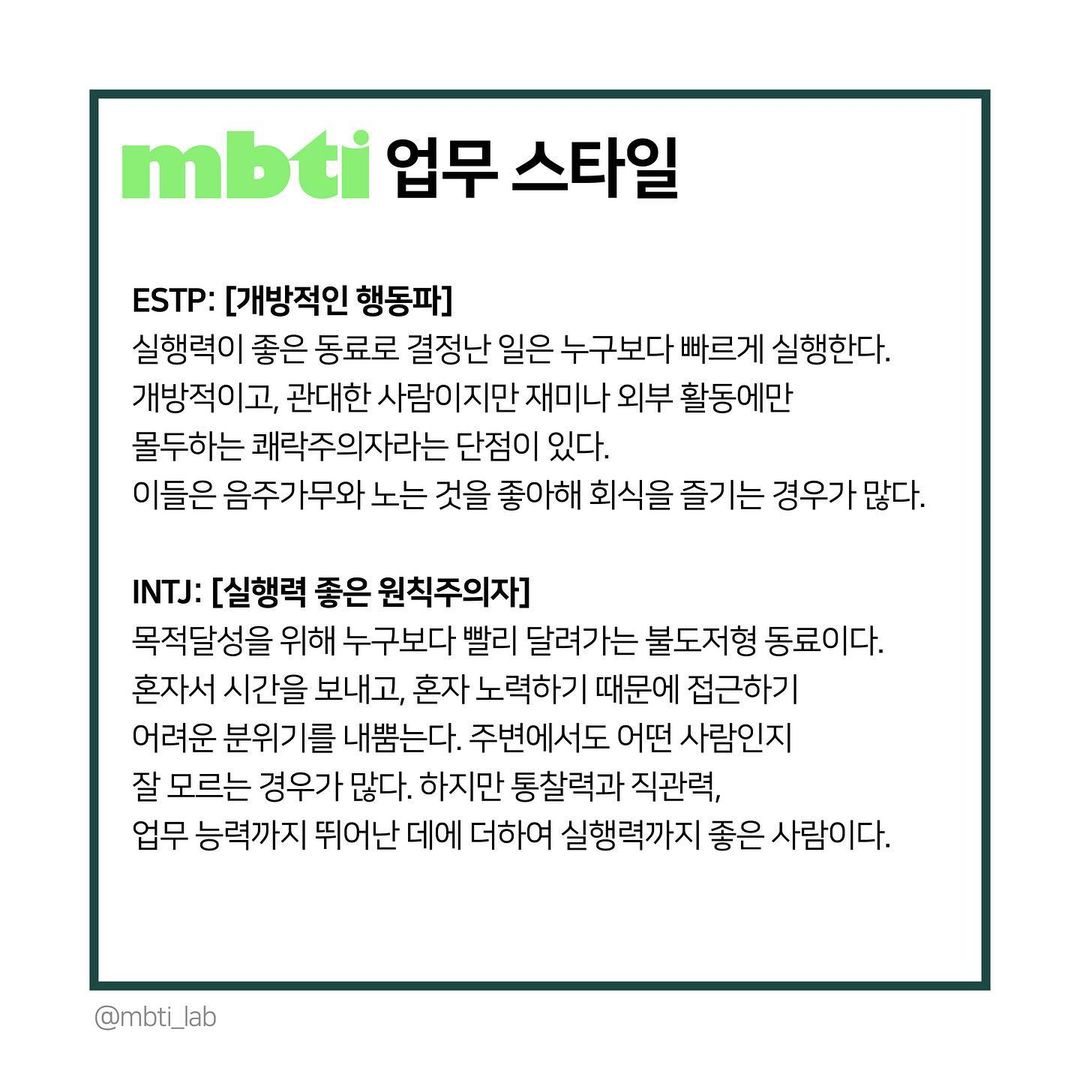 mbti 업무 스타일
ESTP: [개방적인 행동파]
실행력이 좋은 동료로 결정난 일은 누구보다 빠르게 실행한다.
개방적이고, 관대한 사람이지만 재미나 외부 활동에만
몰두하는 쾌락주의자라는 단점이 있다.
이들은 음주가무와 노는 것을 좋아해 회식을 즐기는 경우가 많다.
INTJ: [실행력 좋은 원칙주의자]
목적달성을 위해 누구보다 빨리 달려가는 불도저형 동료이다.
혼자서 시간을 보내고, 혼자 노력하기 때문에 접근하기
어려운 분위기를 내뿜는다. 주변에서도 어떤 사람인지
잘 모르는 경우가 많다. 하지만 통찰력과 직관력,
업무 능력까지 뛰어난 데에 더하여 실행력까지 좋은 사람이다.
@mbti_lab